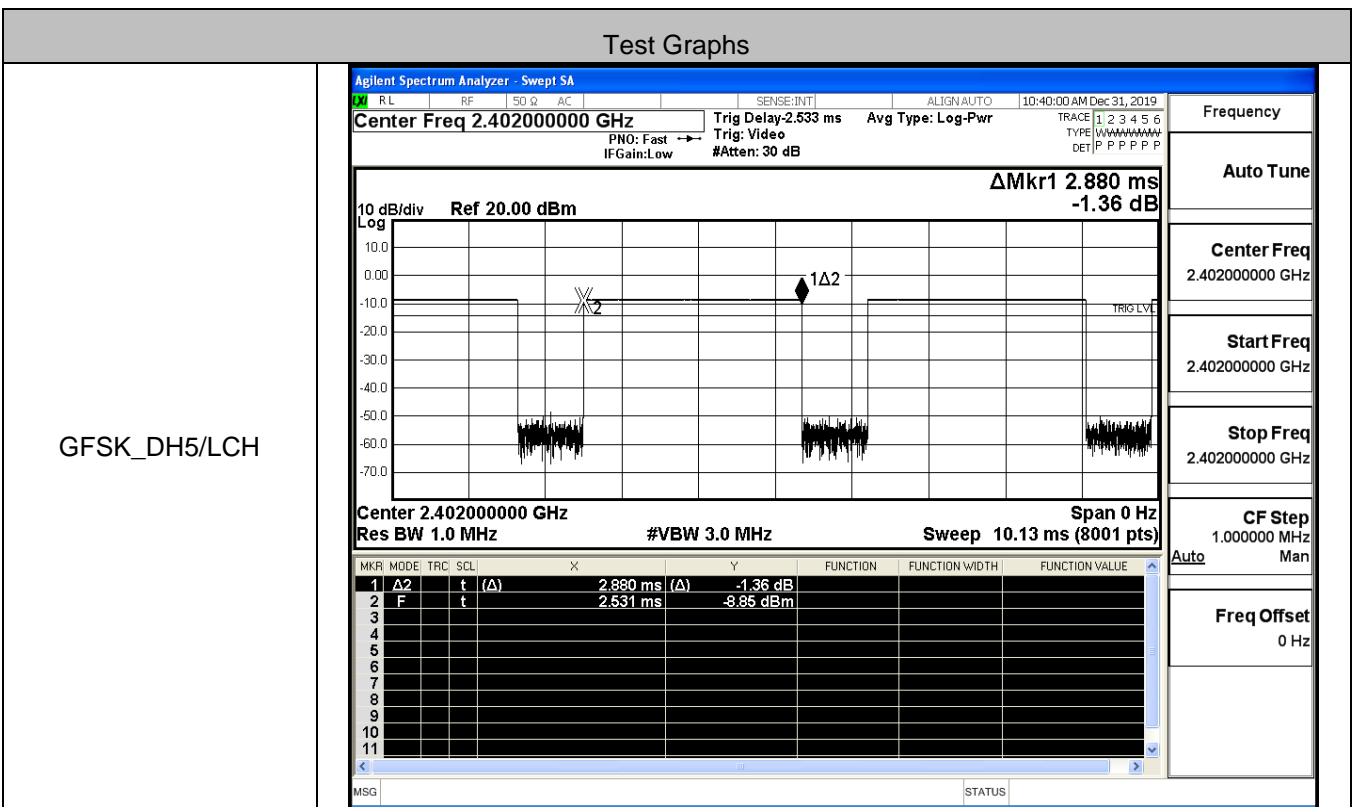 Test Graphs
GFSK_DH5/LCH
Agilent Spectrum Analyzer - Swept SA
LXI RL RF 50 Ω AC SENSE:INT ALIGN AUTO 10:40:00 AM Dec 31, 2019
Center Freq 2.402000000 GHz
PNO: Fast
IFGain:Low
Trig Delay-2.533 ms
Trig: Video
#Atten: 30 dB
Avg Type: Log-Pwr
TRACE 1 2 3 4 5 6
TYPE WWWWWW
DET P P P P P P
ΔMkr1 2.880 ms
-1.36 dB
10 dB/div Ref 20.00 dBm
Log
10.0
0.00
-10.0
-20.0
-30.0
-40.0
-50.0
-60.0
-70.0
1Δ2
2
TRIG LVL
Center 2.402000000 GHz Span 0 Hz
Res BW 1.0 MHz #VBW 3.0 MHz Sweep 10.13 ms (8001 pts)
MKR MODE TRC SCL X Y FUNCTION FUNCTION WIDTH FUNCTION VALUE
1 Δ2 t (Δ) 2.880 ms (Δ) -1.36 dB
2 F t 2.531 ms -8.85 dBm
3
4
5
6
7
8
9
10
11
MSG STATUS
Frequency
Auto Tune
Center Freq
2.402000000 GHz
Start Freq
2.402000000 GHz
Stop Freq
2.402000000 GHz
CF Step
1.000000 MHz
Auto Man
Freq Offset
0 Hz